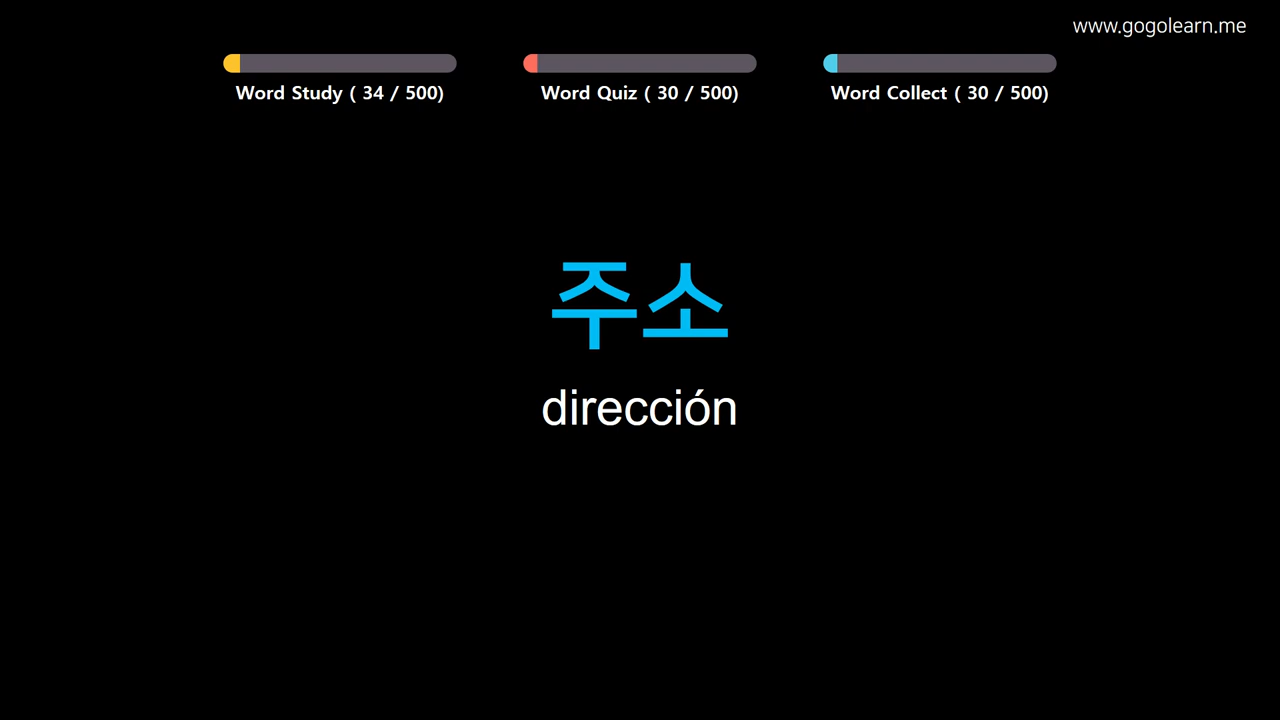 www.gogolearn.me
Word Study ( 34 / 500)
Word Quiz ( 30 / 500)
Word Collect ( 30 / 500)
주소
dirección